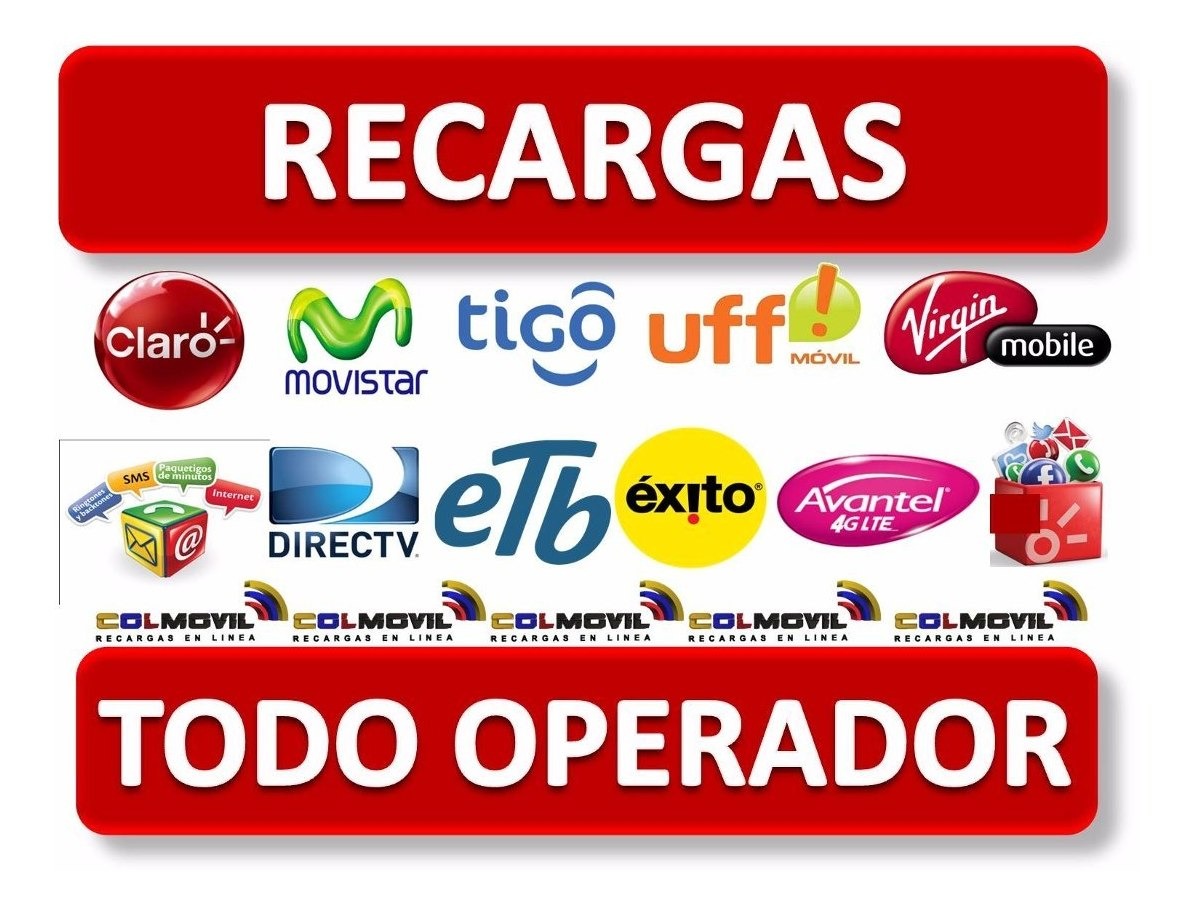 RECARGAS
Claro
movistar
tigo
uff!
MÓVIL
Virgin
mobile
Ringtones
y backtones
SMS
Paquetigos
de minutos
Internet
@
DIRECTV
eTb
éxito
Avantel
4G LTE
COLMOVIL
RECARGAS EN LINEA
COLMOVIL
RECARGAS EN LINEA
COLMOVIL
RECARGAS EN LINEA
COLMOVIL
RECARGAS EN LINEA
COLMOVIL
RECARGAS EN LINEA
TODO OPERADOR